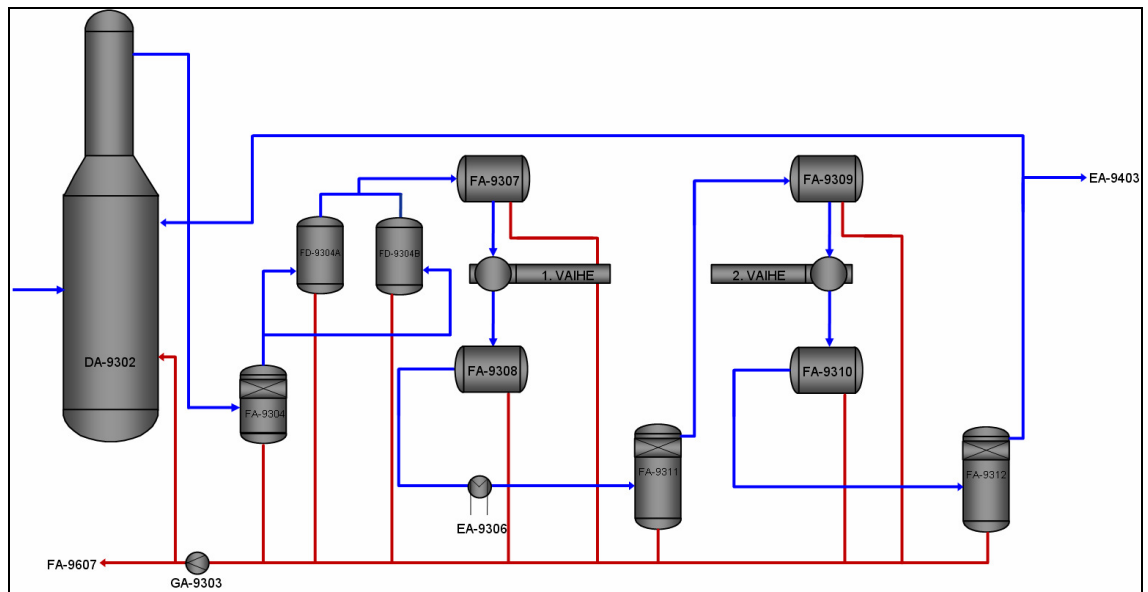 FA-9307
FA-9309
EA-9403
FD-9304A
FD-9304B
1. VAIHE
2. VAIHE
DA-9302
FA-9308
FA-9310
FA-9304
FA-9311
FA-9312
EA-9306
FA-9607
GA-9303